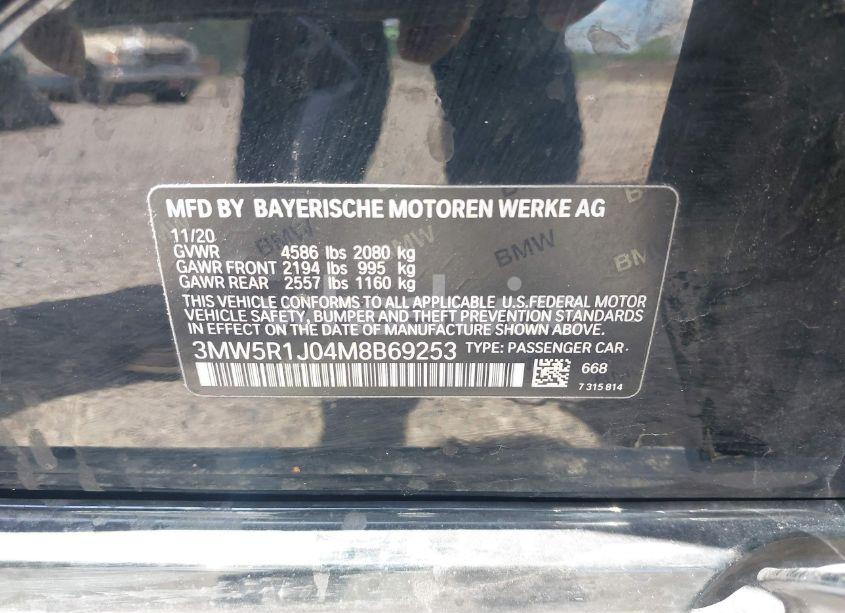 MFD BY BAYERISCHE MOTOREN WERKE AG
11/20
GVWR 4586 lbs 2080 kg
GAWR FRONT 2194 lbs 995 kg
GAWR REAR 2557 lbs 1160 kg
THIS VEHICLE CONFORMS TO ALL APPLICABLE U.S.FEDERAL MOTOR
VEHICLE SAFETY, BUMPER AND THEFT PREVENTION STANDARDS
IN EFFECT ON THE DATE OF MANUFACTURE SHOWN ABOVE.
3MW5R1J04M8B69253 TYPE: PASSENGER CAR
668
7 315 814
BMW
BMW
BMW